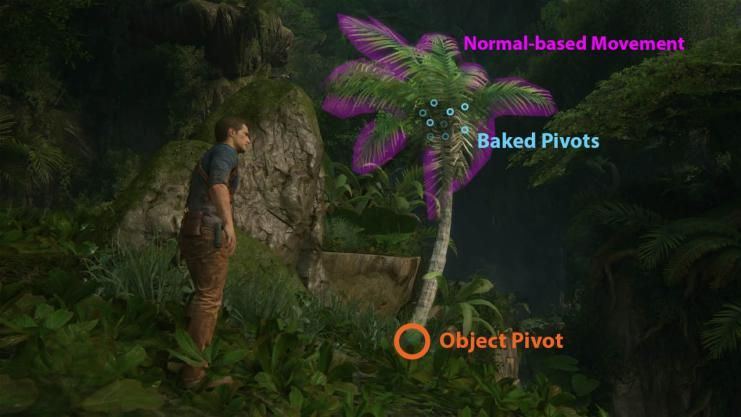 Normal-based Movement
Baked Pivots
Object Pivot